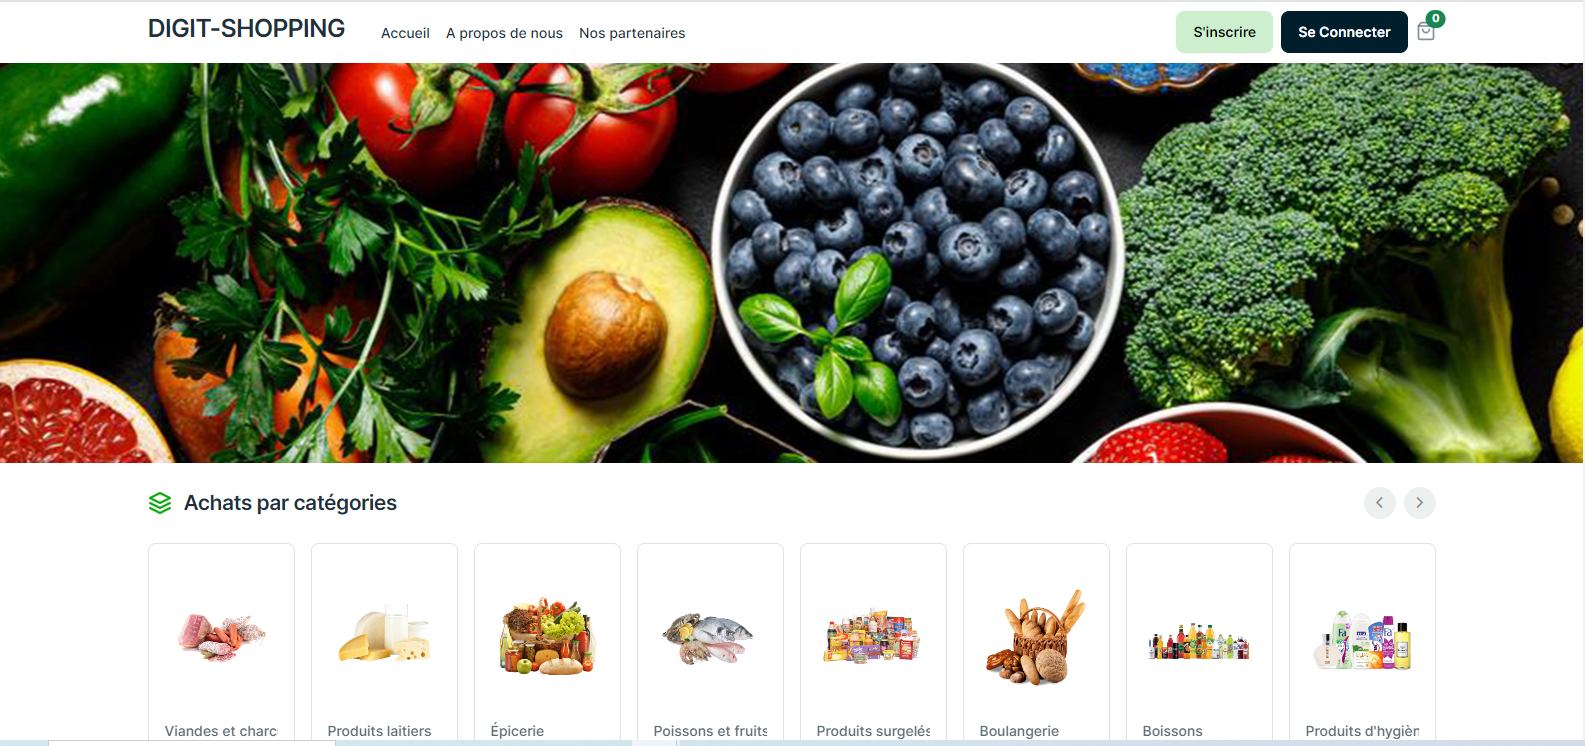 DIGIT-SHOPPING
Accueil
A propos de nous
Nos partenaires
S'inscrire
Se Connecter
0
Achats par catégories
Viandes et charc
Produits laitiers
Épicerie
Poissons et fruits
Produits surgelés
Boulangerie
Boissons
Produits d'hygièn